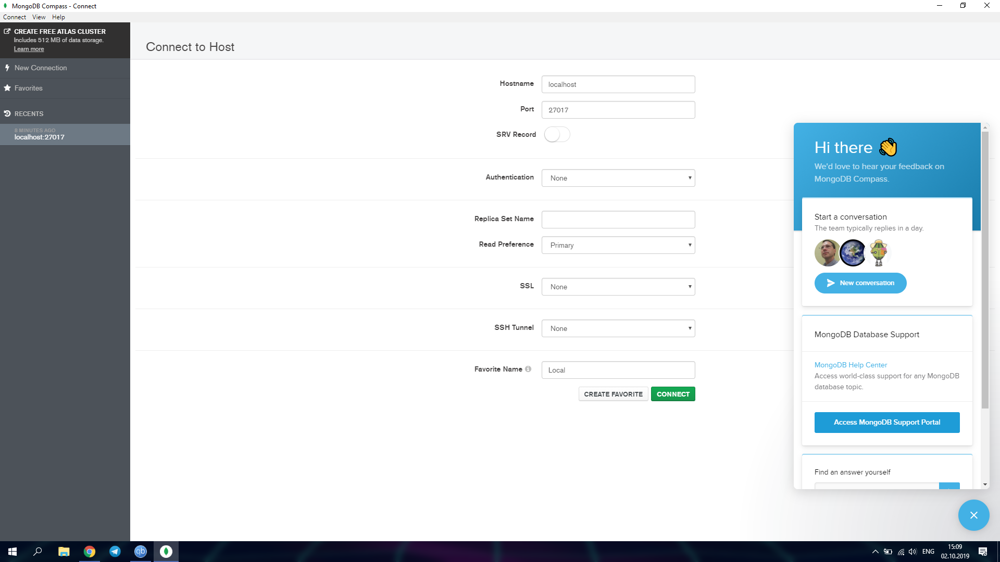 MongoDB Compass - Connect
Connect View Help
CREATE FREE ATLAS CLUSTER
Includes 512 MB of data storage.
Learn more
New Connection
Favorites
RECENTS
8 MINUTES AGO
localhost:27017
Connect to Host
Hostname localhost
Port 27017
SRV Record
Authentication None
Replica Set Name
Read Preference Primary
SSL None
SSH Tunnel None
Favorite Name Local
CREATE FAVORITE CONNECT
Hi there
We'd love to hear your feedback on
MongoDB Compass.
Start a conversation
The team typically replies in a day.
New conversation
MongoDB Database Support
MongoDB Help Center
Access world-class support for any MongoDB
database topic.
Access MongoDB Support Portal
Find an answer yourself
qb
ENG
15:09
02.10.2019